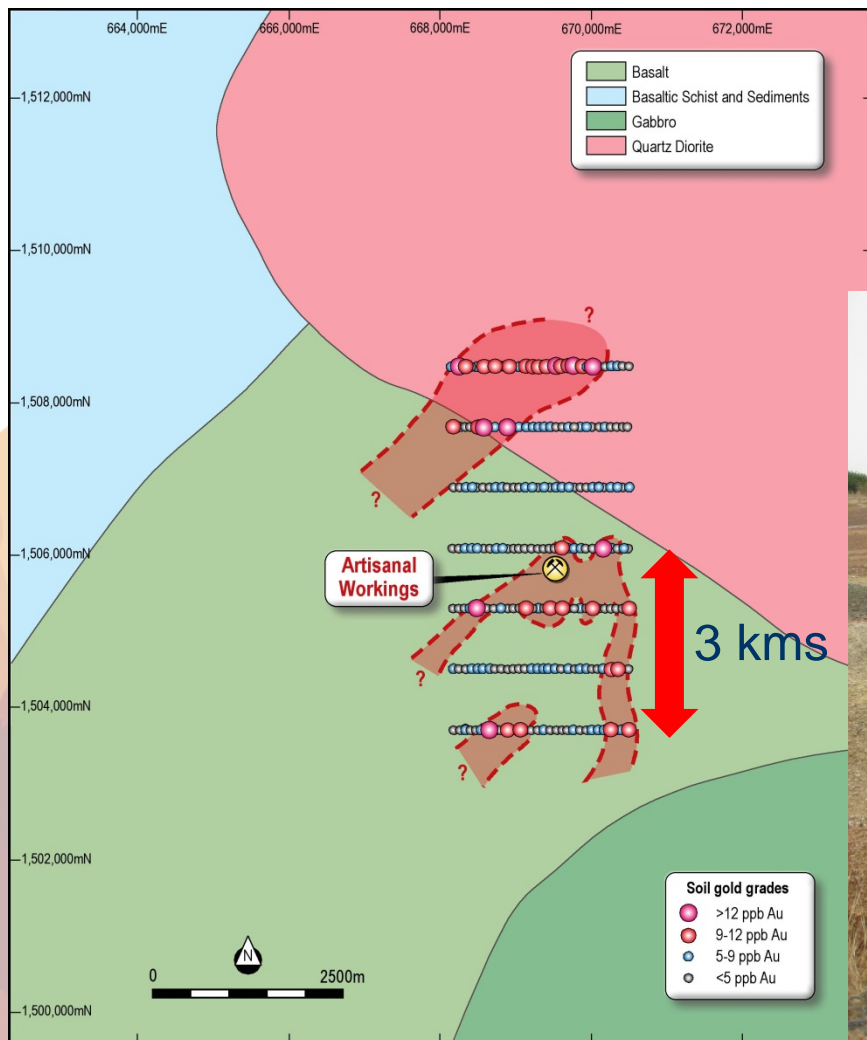 664,000mE
666,000mE
668,000mE
670,000mE
672,000mE
Basalt
Basaltic Schist and Sediments
Gabbro
Quartz Diorite
1,512,000mN
1,510,000mN
1,508,000mN
1,506,000mN
1,504,000mN
1,502,000mN
1,500,000mN
?
?
Artisanal
Workings
3 kms
?
?
N
0 2500m
Soil gold grades
>12 ppb Au
9-12 ppb Au
5-9 ppb Au
<5 ppb Au